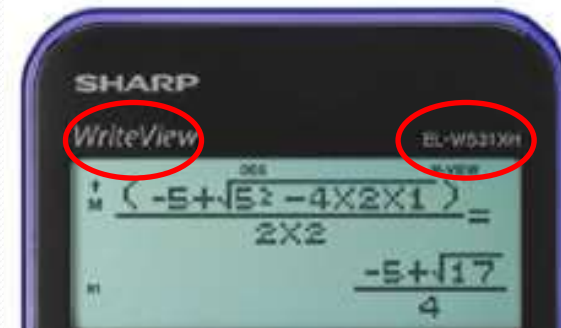 SHARP
WriteView EL-W531XH
DEG W-VIEW
(-5+√5²-4×2×1)
2×2
=
-5+√17
4